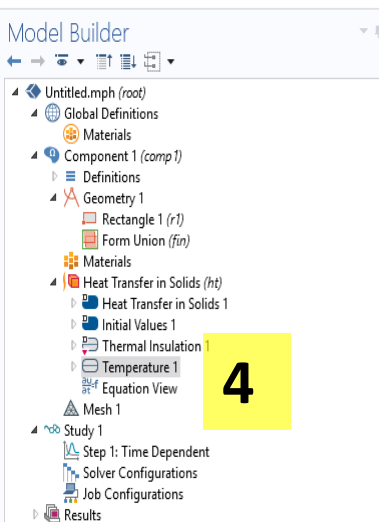 Model Builder
Untitled.mph (root)
Global Definitions
Materials
Component 1 (comp1)
Definitions
Geometry 1
Rectangle 1 (r1)
Form Union (fin)
Materials
Heat Transfer in Solids (ht)
Heat Transfer in Solids 1
Initial Values 1
Thermal Insulation 1
Temperature 1
4
Equation View
Mesh 1
Study 1
Step 1: Time Dependent
Solver Configurations
Job Configurations
Results